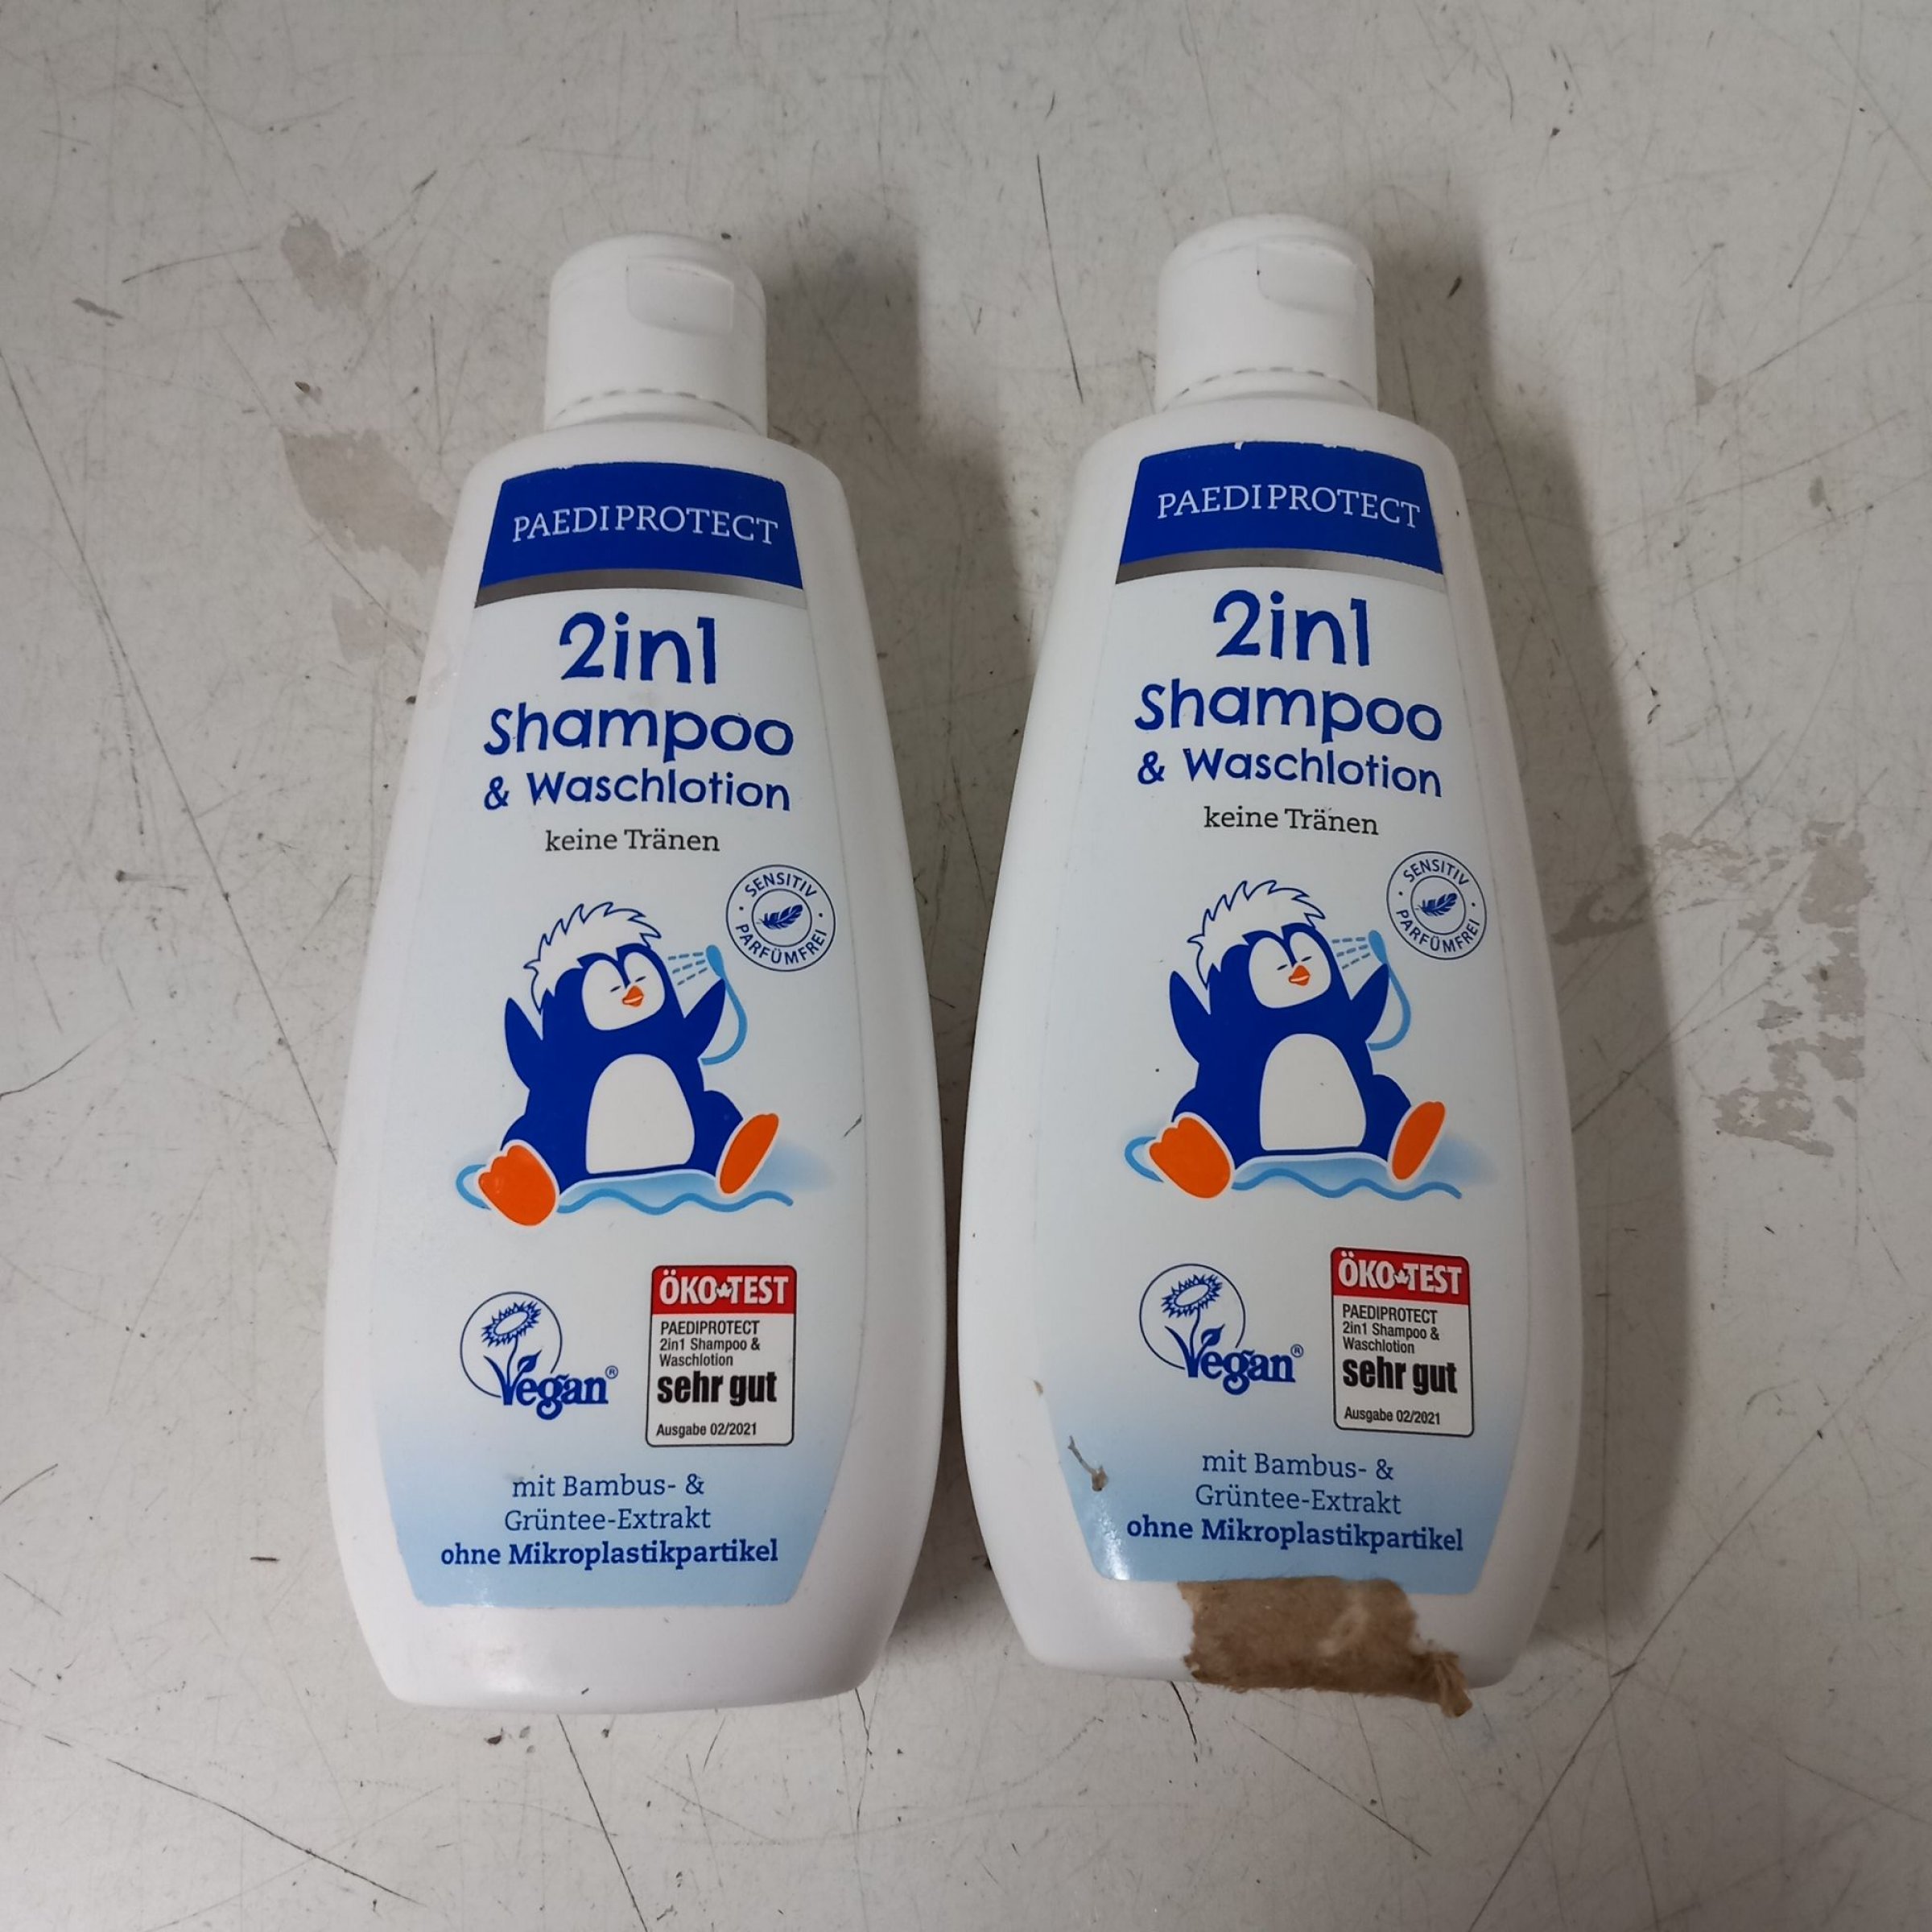 PAEDIPROTECT
2in1
Shampoo
& Waschlotion
keine Tränen
SENSITIV
PARFÜMFREI
Vegan®
ÖKO TEST
PAEDIPROTECT
2in1 Shampoo &
Waschlotion
sehr gut
Ausgabe 02/2021
mit Bambus- &
Grüntee-Extrakt
ohne Mikroplastikpartikel
PAEDIPROTECT
2in1
Shampoo
& Waschlotion
keine Tränen
SENSITIV
PARFÜMFREI
Vegan®
ÖKO TEST
PAEDIPROTECT
2in1 Shampoo &
Waschlotion
sehr gut
Ausgabe 02/2021
mit Bambus- &
Grüntee-Extrakt
ohne Mikroplastikpartikel